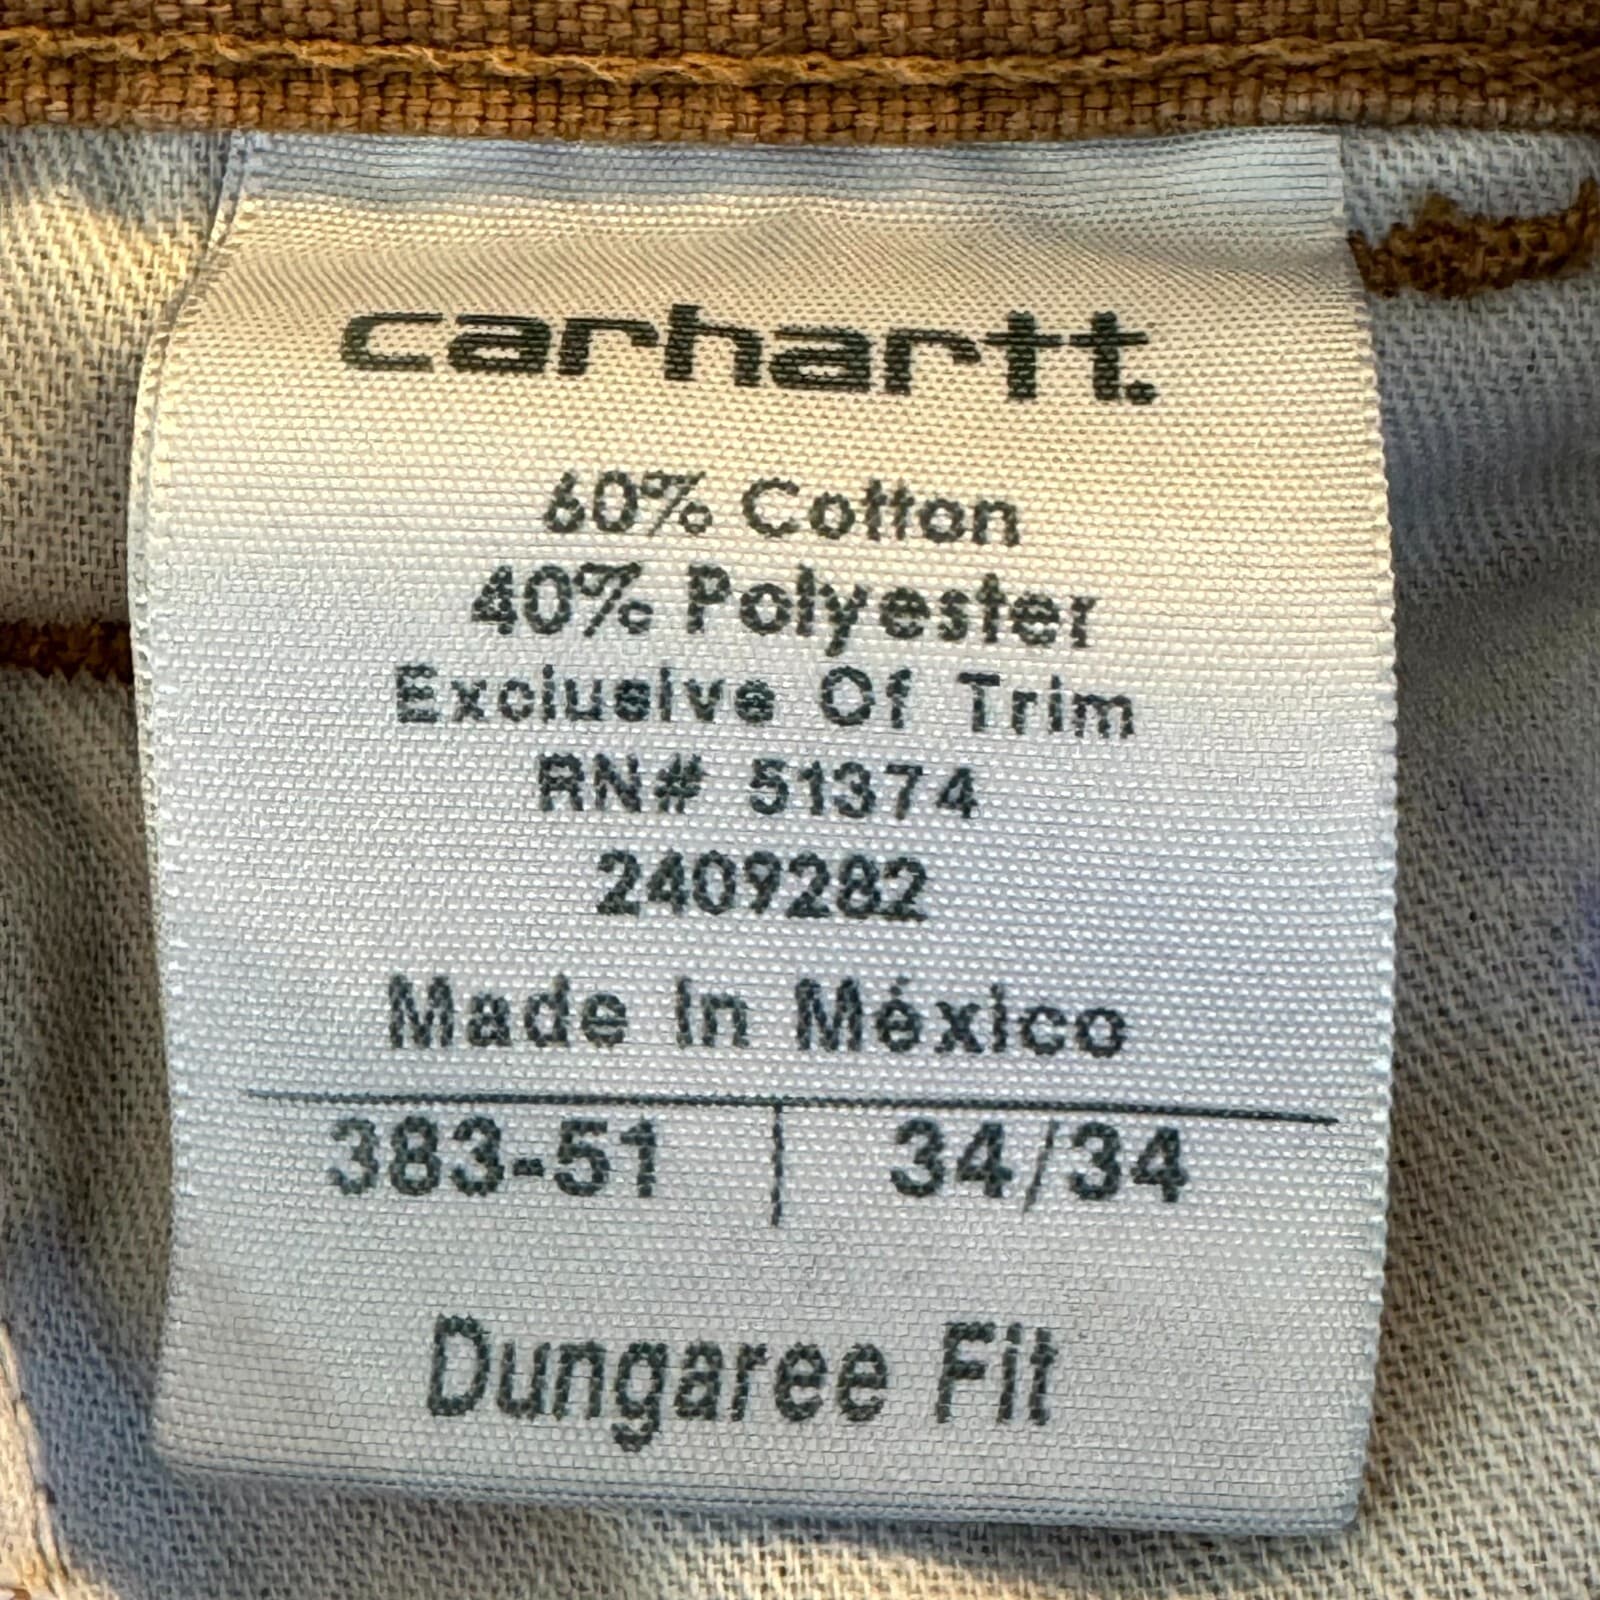 carhartt.
60% Cotton
40% Polyester
Exclusive Of Trim
RN# 51374
2409282
Made In México
383-51 | 34/34
Dungaree Fit